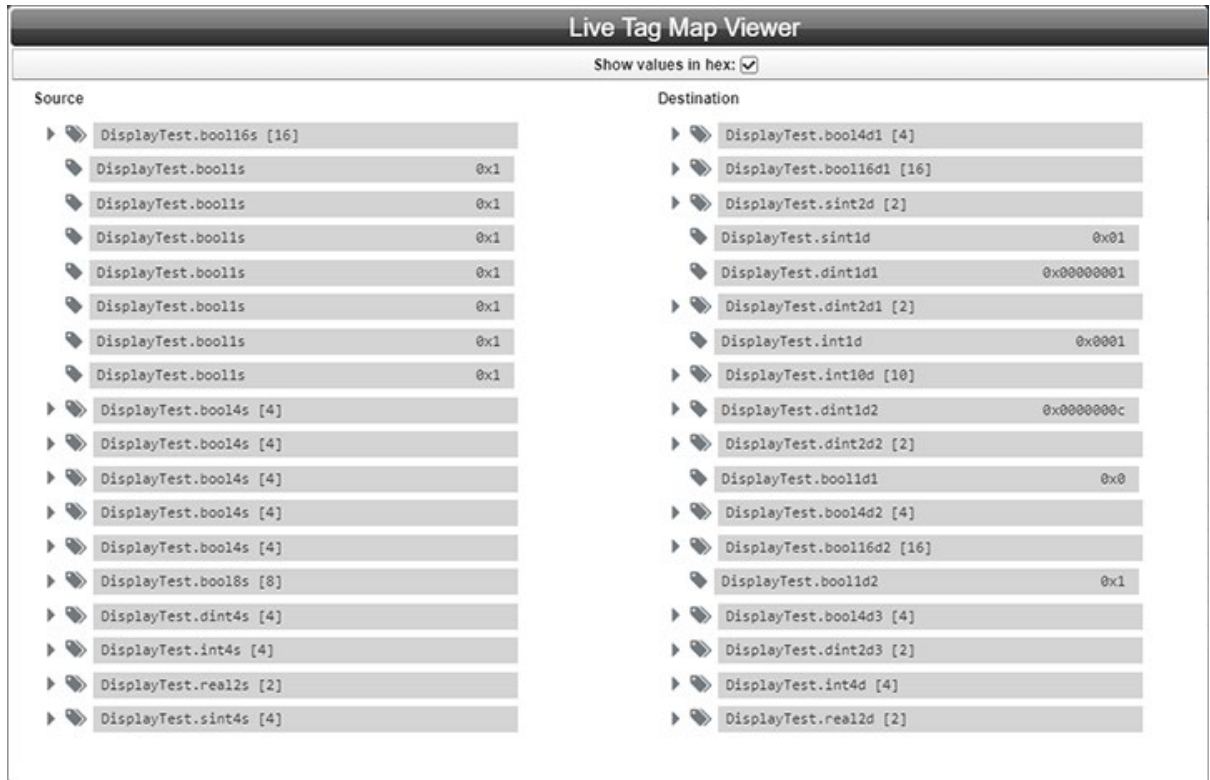 Live Tag Map Viewer
Show values in hex:
Source Destination
DisplayTest.bool16s [16] DisplayTest.bool4d1 [4]
DisplayTest.bool1s 0x1 DisplayTest.bool16d1 [16]
DisplayTest.bool1s 0x1 DisplayTest.sint2d [2]
DisplayTest.bool1s 0x1 DisplayTest.sint1d 0x01
DisplayTest.bool1s 0x1 DisplayTest.dint1d1 0x00000001
DisplayTest.bool1s 0x1 DisplayTest.dint2d1 [2]
DisplayTest.bool1s 0x1 DisplayTest.int1d 0x0001
DisplayTest.bool1s 0x1 DisplayTest.int10d [10]
DisplayTest.bool4s [4] DisplayTest.dint1d2 0x0000000c
DisplayTest.bool4s [4] DisplayTest.dint2d2 [2]
DisplayTest.bool4s [4] DisplayTest.bool1d1 0x0
DisplayTest.bool4s [4] DisplayTest.bool4d2 [4]
DisplayTest.bool4s [4] DisplayTest.bool16d2 [16]
DisplayTest.bool8s [8] DisplayTest.bool1d2 0x1
DisplayTest.dint4s [4] DisplayTest.bool4d3 [4]
DisplayTest.int4s [4] DisplayTest.dint2d3 [2]
DisplayTest.real2s [2] DisplayTest.int4d [4]
DisplayTest.sint4s [4] DisplayTest.real2d [2]